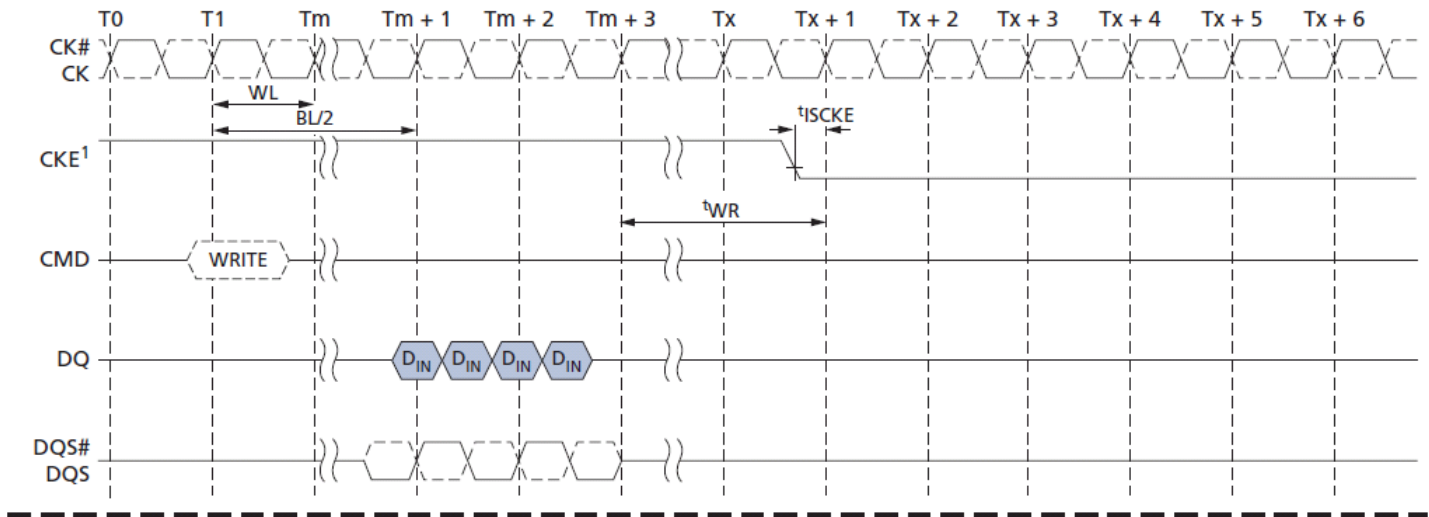 T0 T1 Tm Tm + 1 Tm + 2 Tm + 3 Tx Tx + 1 Tx + 2 Tx + 3 Tx + 4 Tx + 5 Tx + 6
CK#
CK
WL
BL/2
tISCKE
CKE1
tWR
CMD WRITE
DQ DIN DIN DIN DIN
DQS#
DQS